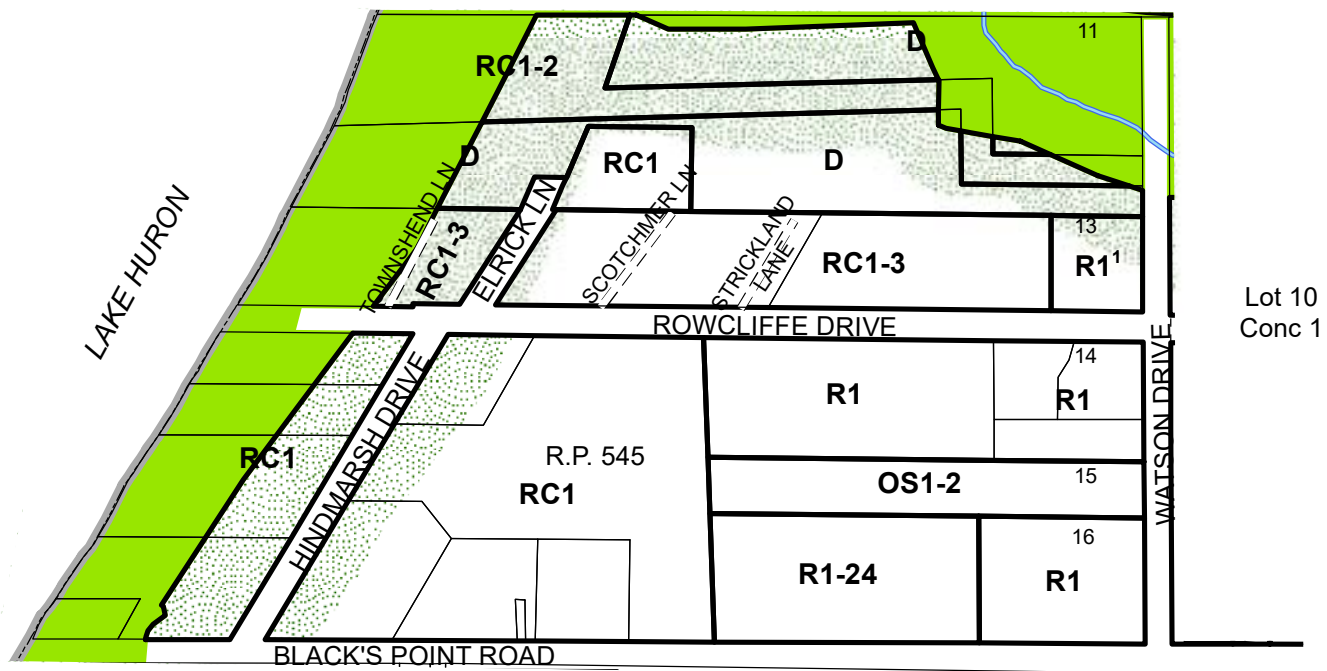 11
D
RC1-2
D
RC1
D
TOWNSHEND LN
RC1-3
ELRICK LN
SCOTCHMER LN
STRICKLAND
LANE
RC1-3
13
R1¹
LAKE HURON
Lot 10
Conc 1
ROWCLIFFE DRIVE
WATSON DRIVE
HINDMARSH DRIVE
14
R1
R1
RC1
R.P. 545
RC1
15
OS1-2
16
R1-24
R1
BLACK'S POINT ROAD